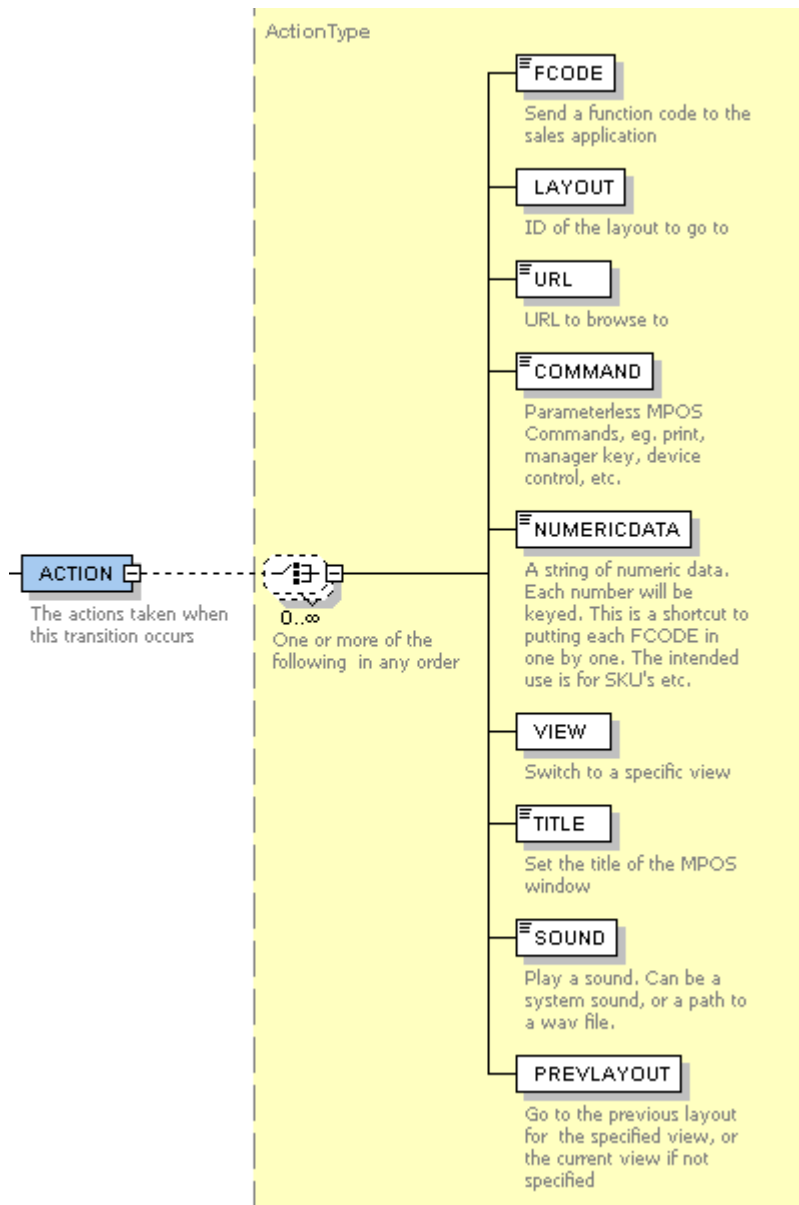 ActionType
FCODE
Send a function code to the
sales application
LAYOUT
ID of the layout to go to
URL
URL to browse to
COMMAND
Parameterless MPOS
Commands, eg. print,
manager key, device
control, etc.
ACTION
The actions taken when
this transition occurs
0..∞
One or more of the
following in any order
NUMERICDATA
A string of numeric data.
Each number will be
keyed. This is a shortcut to
putting each FCODE in
one by one. The intended
use is for SKU's etc.
VIEW
Switch to a specific view
TITLE
Set the title of the MPOS
window
SOUND
Play a sound. Can be a
system sound, or a path to
a wav file.
PREVLAYOUT
Go to the previous layout
for the specified view, or
the current view if not
specified